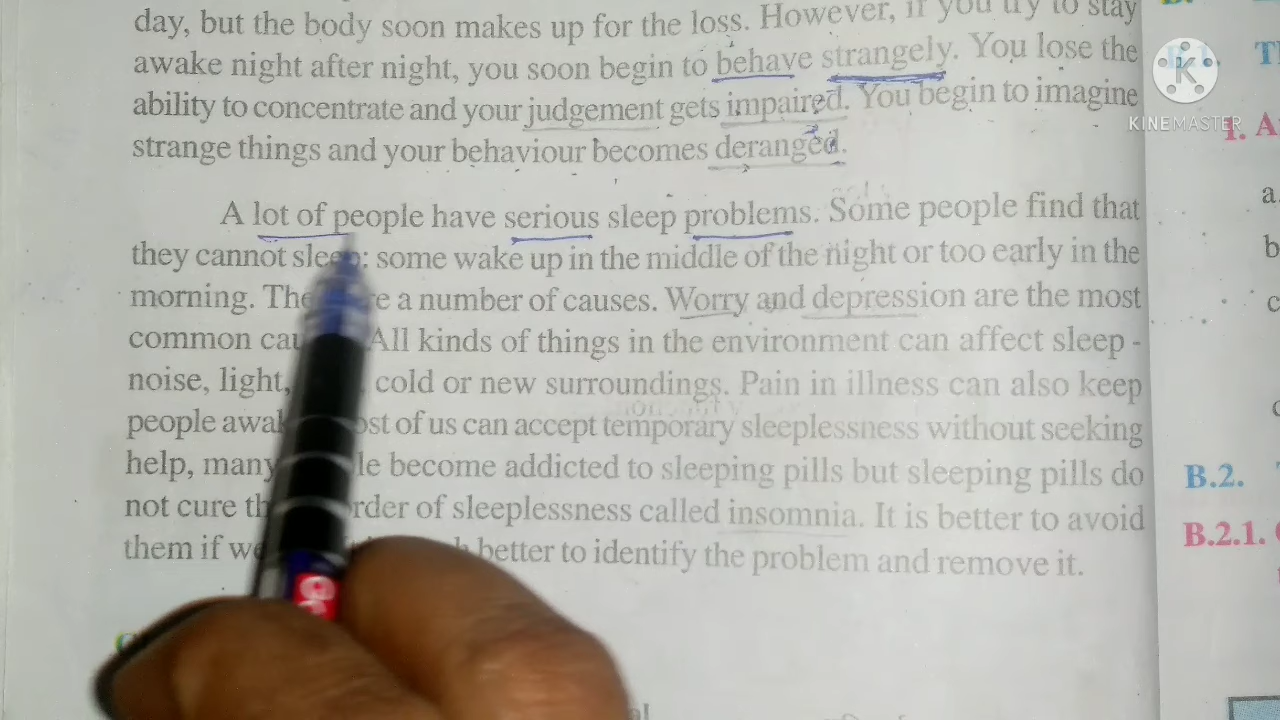 day, but the body soon makes up for the loss. However, if you try to stay
awake night after night, you soon begin to behave strangely. You lose the
ability to concentrate and your judgement gets impaired. You begin to imagine
strange things and your behaviour becomes deranged.
A lot of people have serious sleep problems. Some people find that
they cannot sleep: some wake up in the middle of the night or too early in the
morning. The e a number of causes. Worry and depression are the most
common cau All kinds of things in the environment can affect sleep -
noise, light, cold or new surroundings. Pain in illness can also keep
people awak ost of us can accept temporary sleeplessness without seeking
help, many le become addicted to sleeping pills but sleeping pills do
not cure th rder of sleeplessness called insomnia. It is better to avoid
them if we better to identify the problem and remove it.
KINEMASTER
1. A
a.
b
c
B.2.
B.2.1.